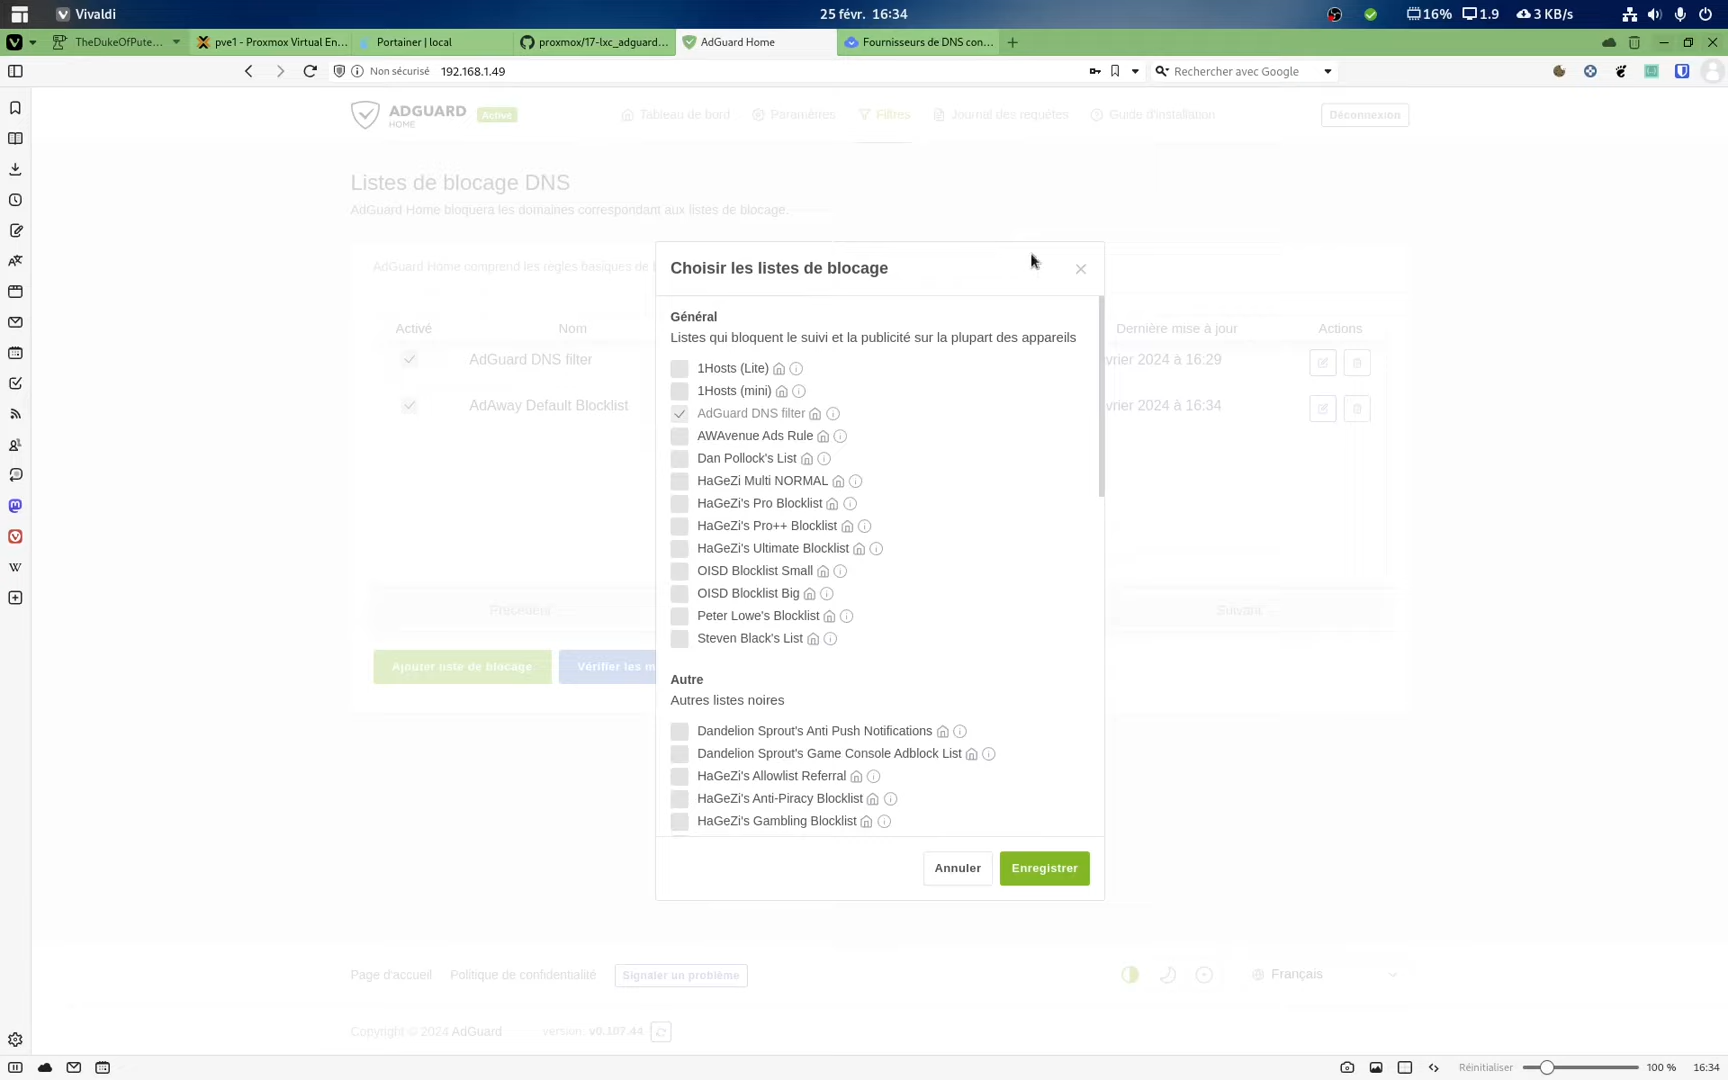 Vivaldi
25 févr. 16:34
16%
1.9
3 KB/s
TheDukeOfPute...
pve1 - Proxmox Virtual En...
Portainer | local
proxmox/17-lxc_adguard...
AdGuard Home
Fournisseurs de DNS con...
Non sécurisé
192.168.1.49
Rechercher avec Google
ADGUARD
HOME
Active
Tableau de bord
Paramètres
Filtres
Journal des requêtes
Guide d'installation
Déconnexion
Listes de blocage DNS
AdGuard Home bloquera les domaines correspondant aux listes de blocage.
AdGuard Home comprend les règles basiques de
Activé
Nom
Dernière mise à jour
Actions
AdGuard DNS filter
vrier 2024 à 16:29
AdAway Default Blocklist
vrier 2024 à 16:34
Précédent
Suivant
Ajouter liste de blocage
Vérifier les m
Choisir les listes de blocage
Général
Listes qui bloquent le suivi et la publicité sur la plupart des appareils
1Hosts (Lite)
1Hosts (mini)
AdGuard DNS filter
AWAvenue Ads Rule
Dan Pollock's List
HaGeZi Multi NORMAL
HaGeZi's Pro Blocklist
HaGeZi's Pro++ Blocklist
HaGeZi's Ultimate Blocklist
OISD Blocklist Small
OISD Blocklist Big
Peter Lowe's Blocklist
Steven Black's List
Autre
Autres listes noires
Dandelion Sprout's Anti Push Notifications
Dandelion Sprout's Game Console Adblock List
HaGeZi's Allowlist Referral
HaGeZi's Anti-Piracy Blocklist
HaGeZi's Gambling Blocklist
Annuler
Enregistrer
Page d'accueil
Politique de confidentialité
Signaler un problème
Français
Copyright © 2024 AdGuard
version: v0.107.44
Réinitialiser
100 %
16:34